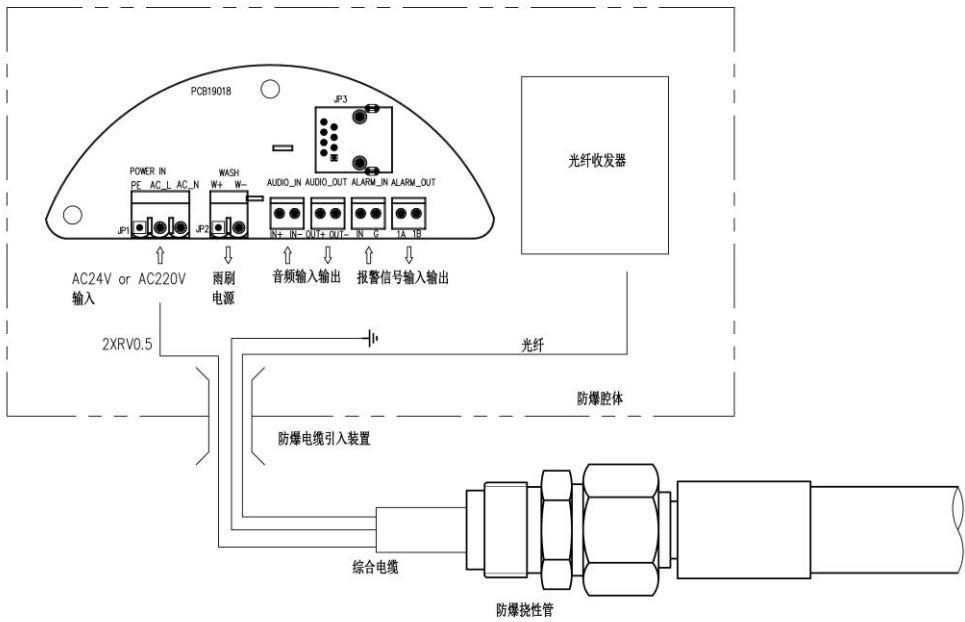 PCB19018
JP3
光纤收发器
POWER IN
PE AC_L AC_N
WASH
W+ W-
AUDIO_IN AUDIO_OUT ALARM_IN ALARM_OUT
JP1
JP2
IN+ IN- OUT+ OUT- IN G 1A 1B
AC24V or AC220V
输入
雨刷
电源
音频输入输出
报警信号输入输出
2XRV0.5
光纤
防爆腔体
防爆电缆引入装置
综合电缆
防爆挠性管